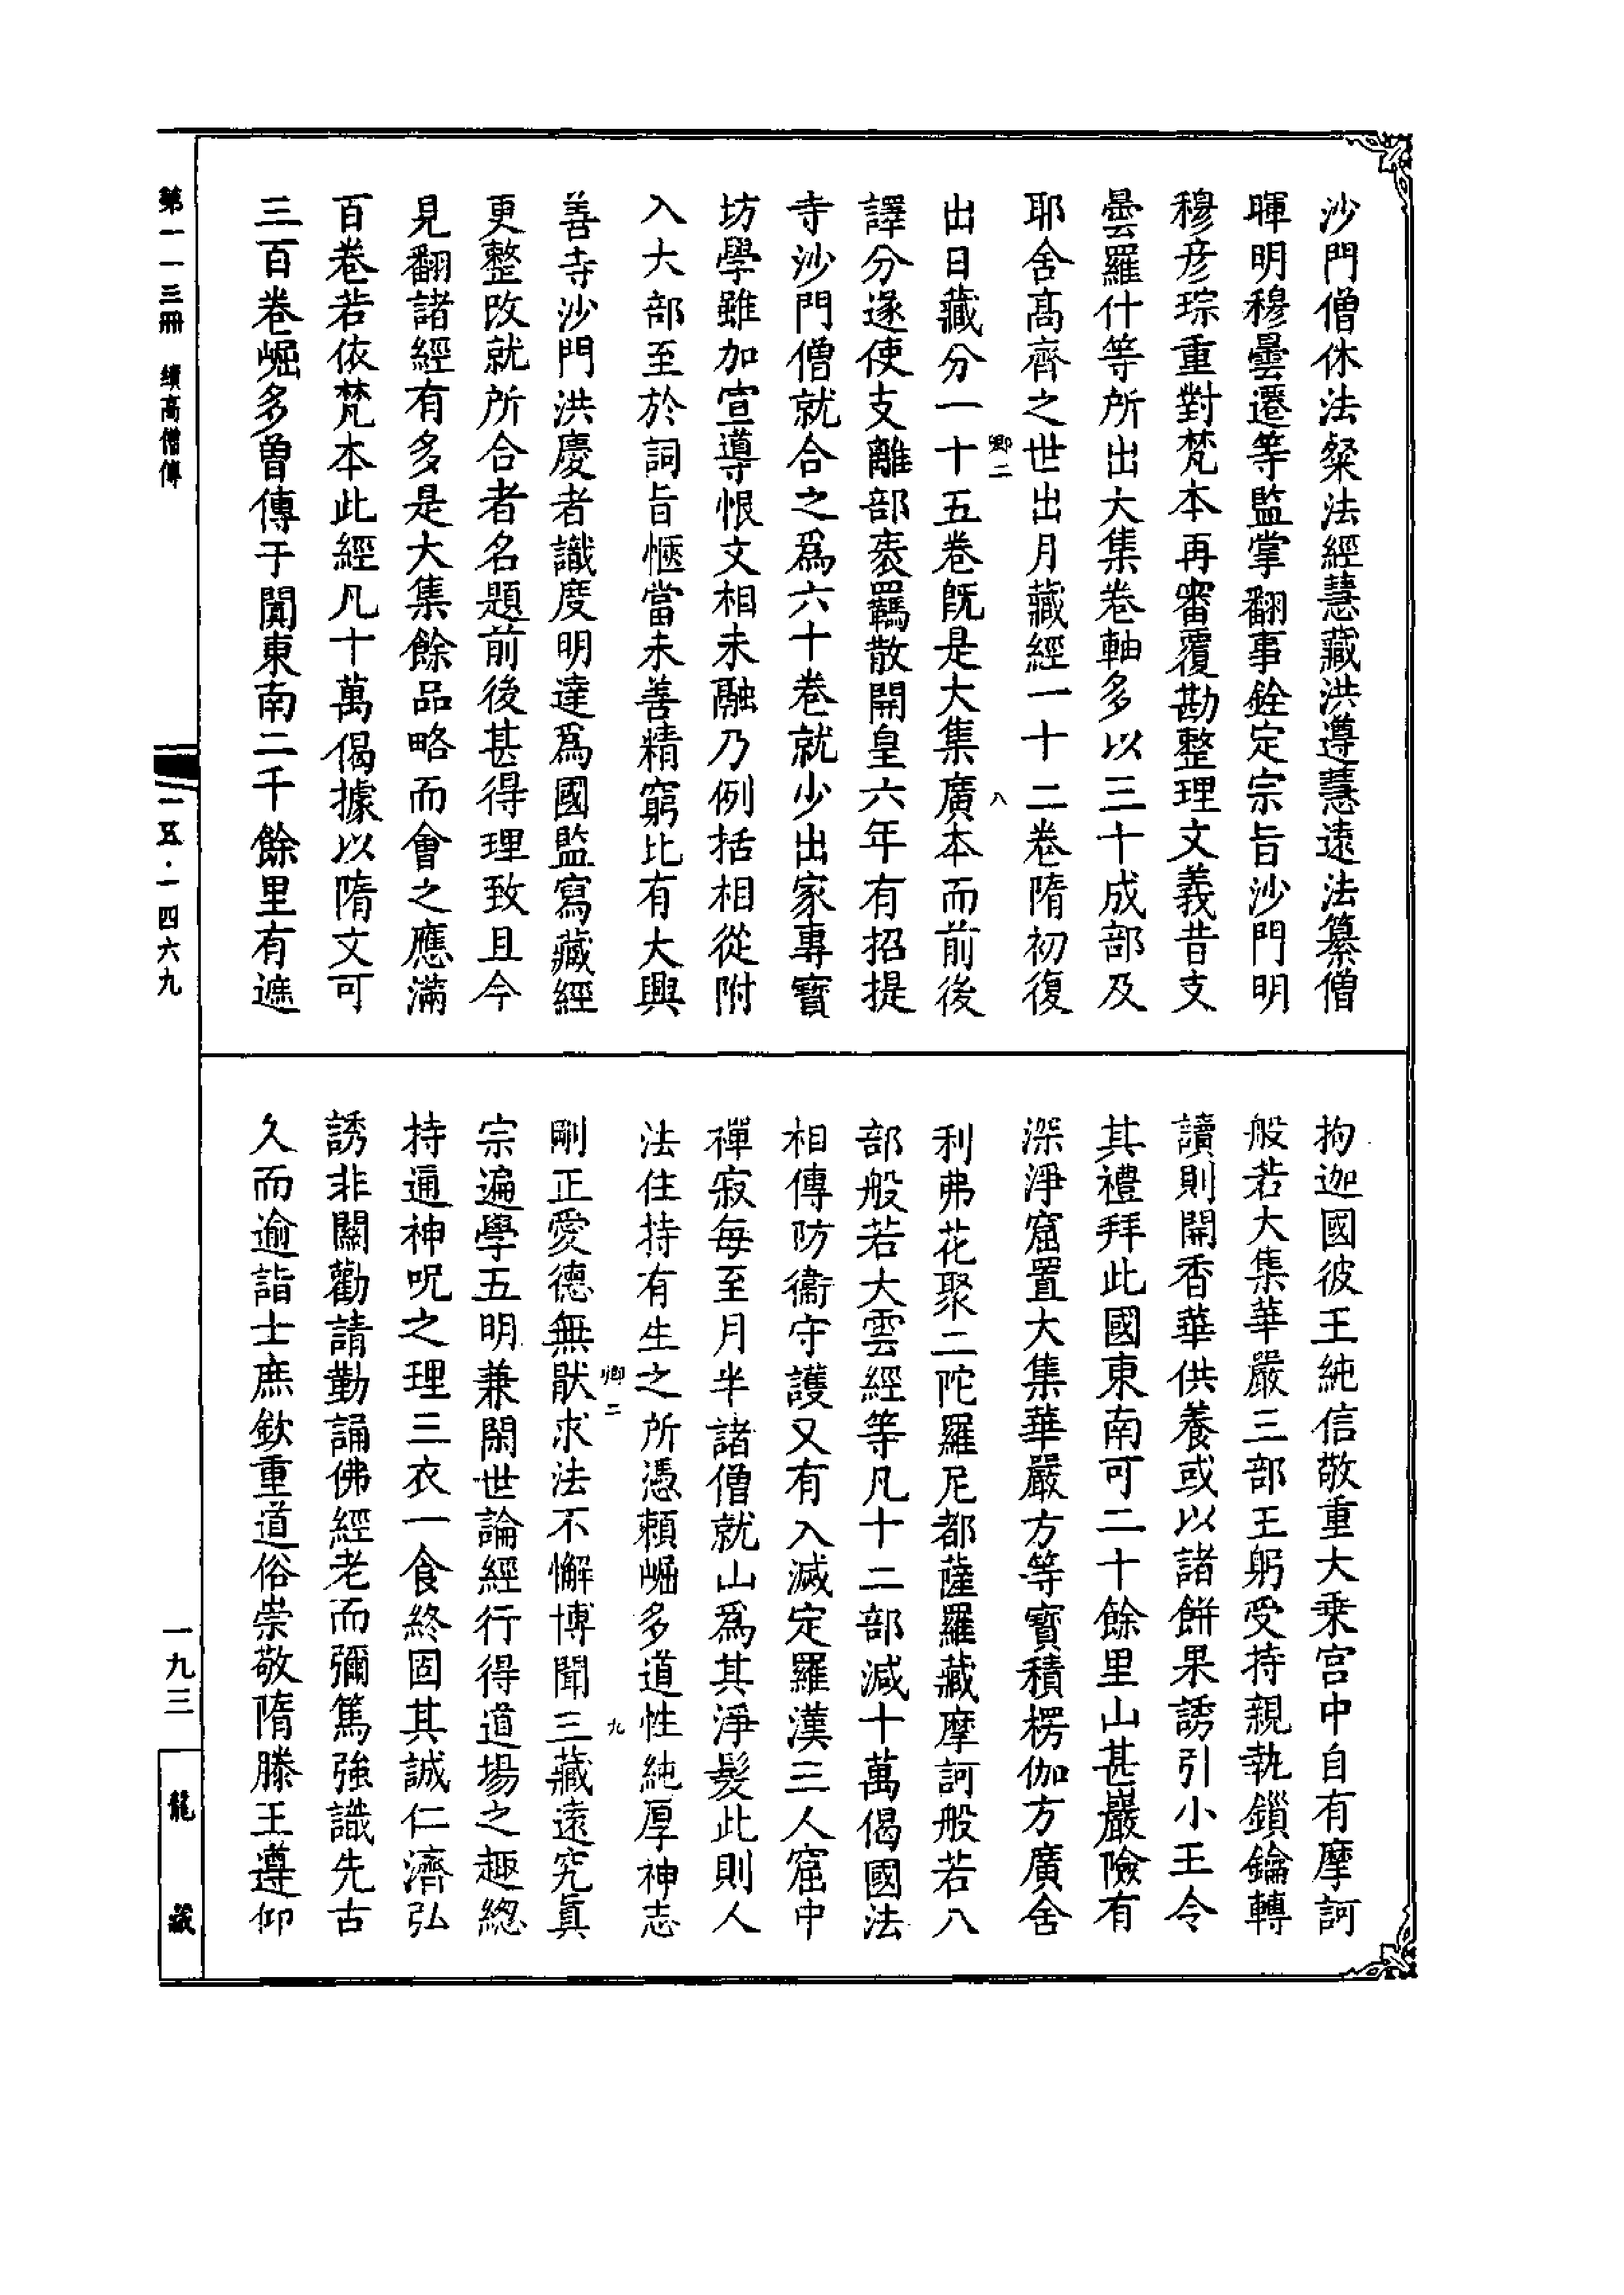 沙門僧休法粲法經慧藏洪遵慧遠法纂僧
暉明穆曇遷等監掌翻事銓定宗旨沙門明
穆彦琮重對梵本再審覆勘整理文義昔支
曇羅什等所出大集卷軸多以三十成部及
耶舍高齊之世出月藏經一十二卷隋初復
出日藏分一十五卷既是大集廣本而前後
卿二
八
譯分遂使支離部袠羈散開皇六年有招提
寺沙門僧就合之爲六十卷就少出家專寶
坊學雖加宣導恨文相未融乃例括相從附
入大部至於詞旨愜當未善精窮比有大興
善寺沙門洪慶者識度明達爲國監寫藏經
更整改就所合者名題前後甚得理致且今
見翻諸經有多是大集餘品略而會之應滿
百卷若依梵本此經凡十萬偈據以隋文可
三百卷崛多曾傳于闐東南二千餘里有遮
拘迦國彼王純信敬重大乘宮中自有摩訶
般若大集華嚴三部王躬受持親執鎖鑰轉
讀則開香華供養或以諸餅果誘引小王令
其禮拜此國東南可二十餘里山甚巖險有
深淨窟置大集華嚴方等寶積楞伽方廣舍
利弗花聚二陀羅尼都薩羅藏摩訶般若八
部般若大雲經等凡十二部減十萬偈國法
相傳防衞守護又有入滅定羅漢三人窟中
禪寂每至月半諸僧就山爲其淨髮此則人
法住持有生之所憑賴崛多道性純厚神志
卿二
九
剛正愛德無猒求法不懈博聞三藏遠究眞
宗遍學五明兼閑世論經行得道場之趣總
持通神呪之理三衣一食終固其誠仁濟弘
誘非關勸請勤誦佛經老而彌篤強識先古
久而逾詣士庶欽重道俗崇敬隋滕王遵仰
第一一三冊 續高僧傳
一一五·一四六九
一九三
龍藏